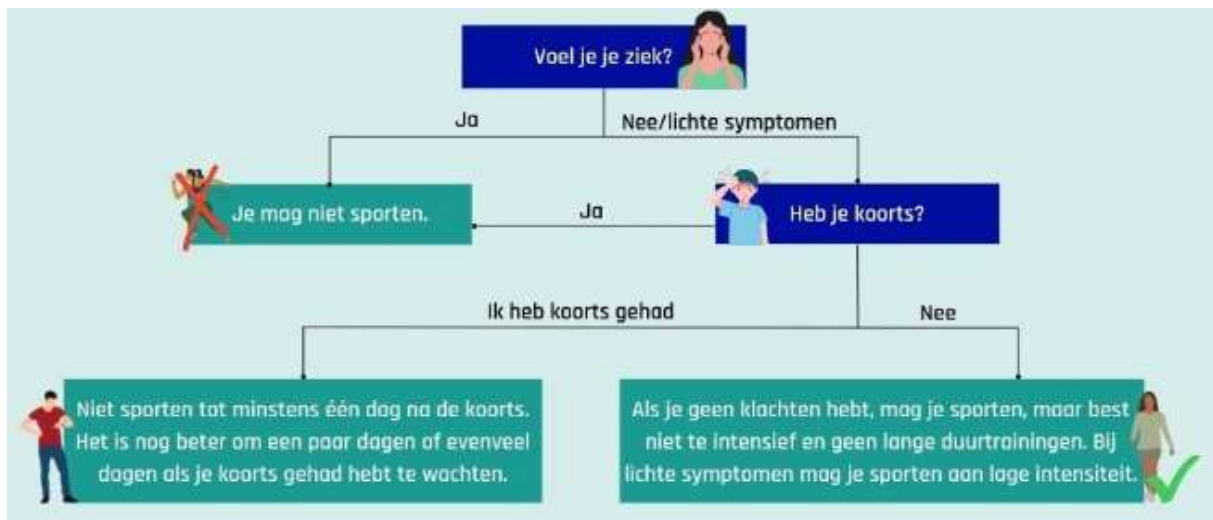 Voel je je ziek?
Ja
Nee/lichte symptomen
Je mag niet sporten.
Ja
Heb je koorts?
Ik heb koorts gehad
Nee
Niet sporten tot minstens één dag na de koorts.
Het is nog beter om een paar dagen of evenveel
dagen als je koorts gehad hebt te wachten.
Als je geen klachten hebt, mag je sporten, maar best
niet te intensief en geen lange duurtrainingen. Bij
lichte symptomen mag je sporten aan lage intensiteit.